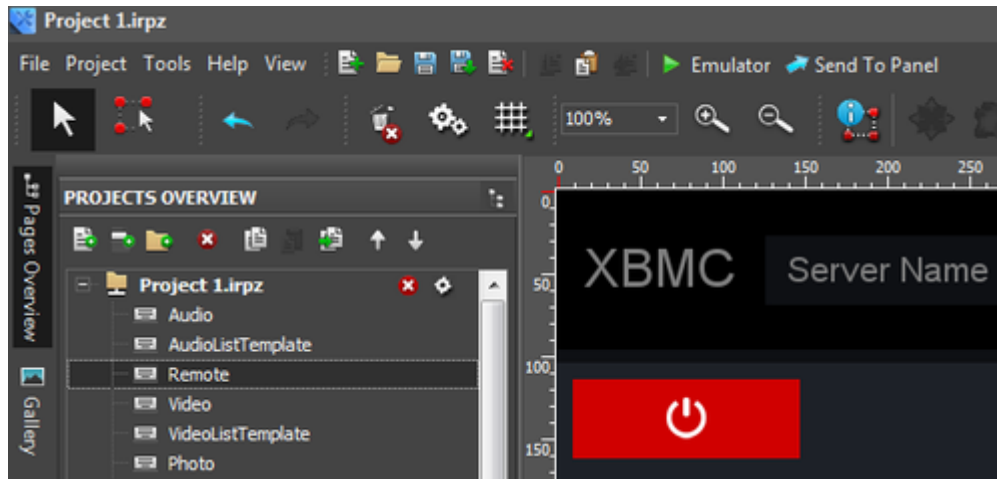 Project 1.irpz
File Project Tools Help View Emulator Send To Panel
100%
0 50 100 150 200 250
PROJECTS OVERVIEW
Pages Overview
Gallery
Project 1.irpz
Audio
AudioListTemplate
Remote
Video
VideoListTemplate
Photo
0
50
100
150
XBMC Server Name